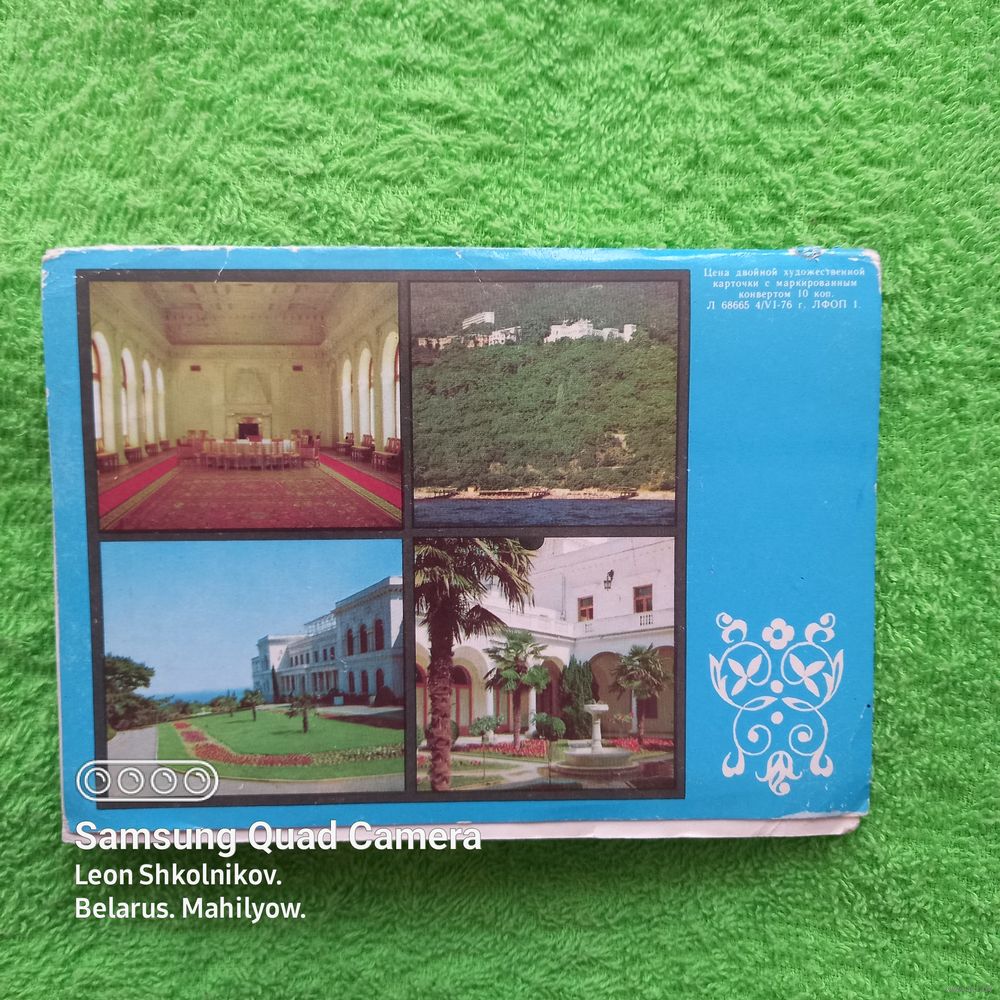 Цена двойной художественной
карточки с маркированным
конвертом 10 коп.
Л 68665 4/VI-76 г. ЛФОП 1.
Samsung Quad Camera
Leon Shkolnikov.
Belarus. Mahilyow.